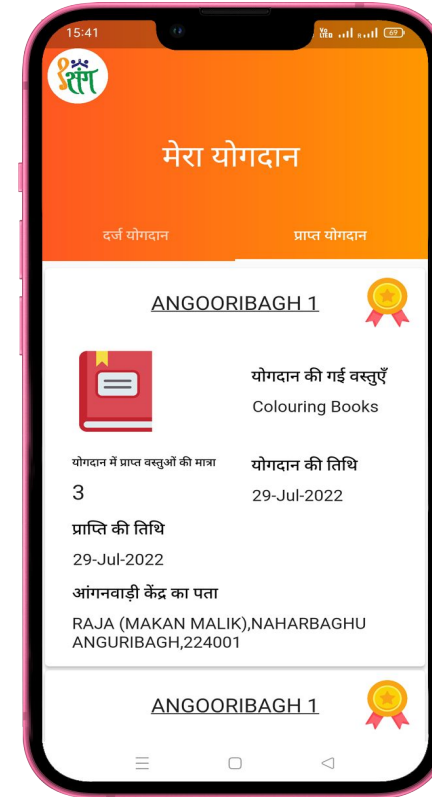 15:41
69
संग
मेरा योगदान
दर्ज योगदान
प्राप्त योगदान
ANGOORIBAGH 1
योगदान की गई वस्तुएँ
Colouring Books
योगदान में प्राप्त वस्तुओं की मात्रा
3
योगदान की तिथि
29-Jul-2022
प्राप्ति की तिथि
29-Jul-2022
आंगनवाड़ी केंद्र का पता
RAJA (MAKAN MALIK),NAHARBAGHU
ANGURIBAGH,224001
ANGOORIBAGH 1